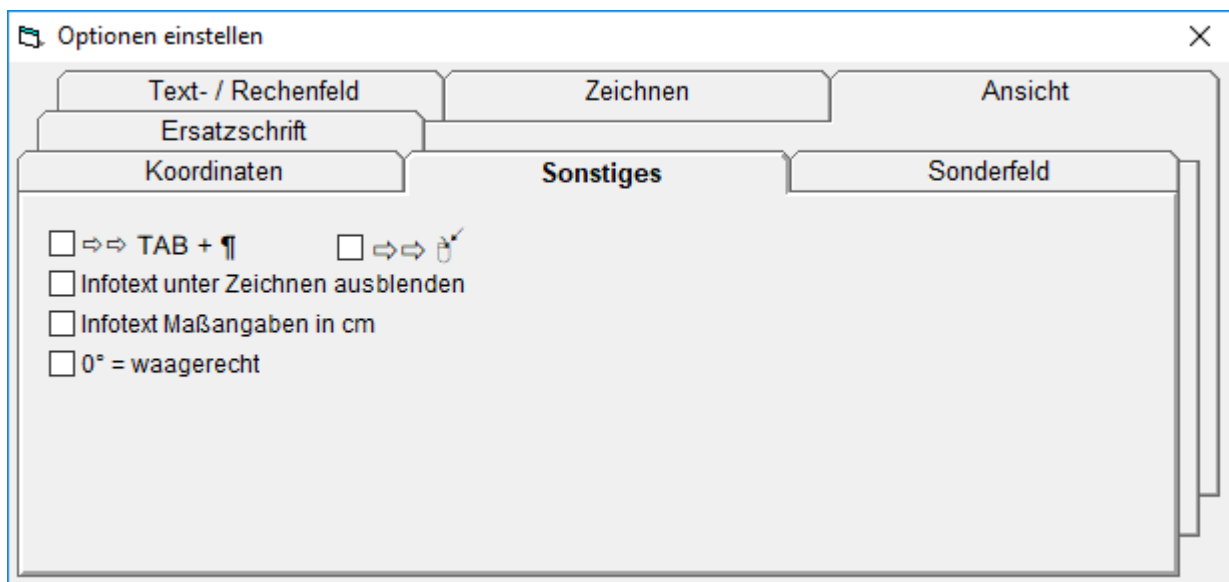 Optionen einstellen
Text- / Rechenfeld Zeichnen Ansicht
Ersatzschrift
Koordinaten Sonstiges Sonderfeld
⇨⇨ TAB + ¶ ⇨⇨
Infotext unter Zeichnen ausblenden
Infotext Maßangaben in cm
0° = waagerecht